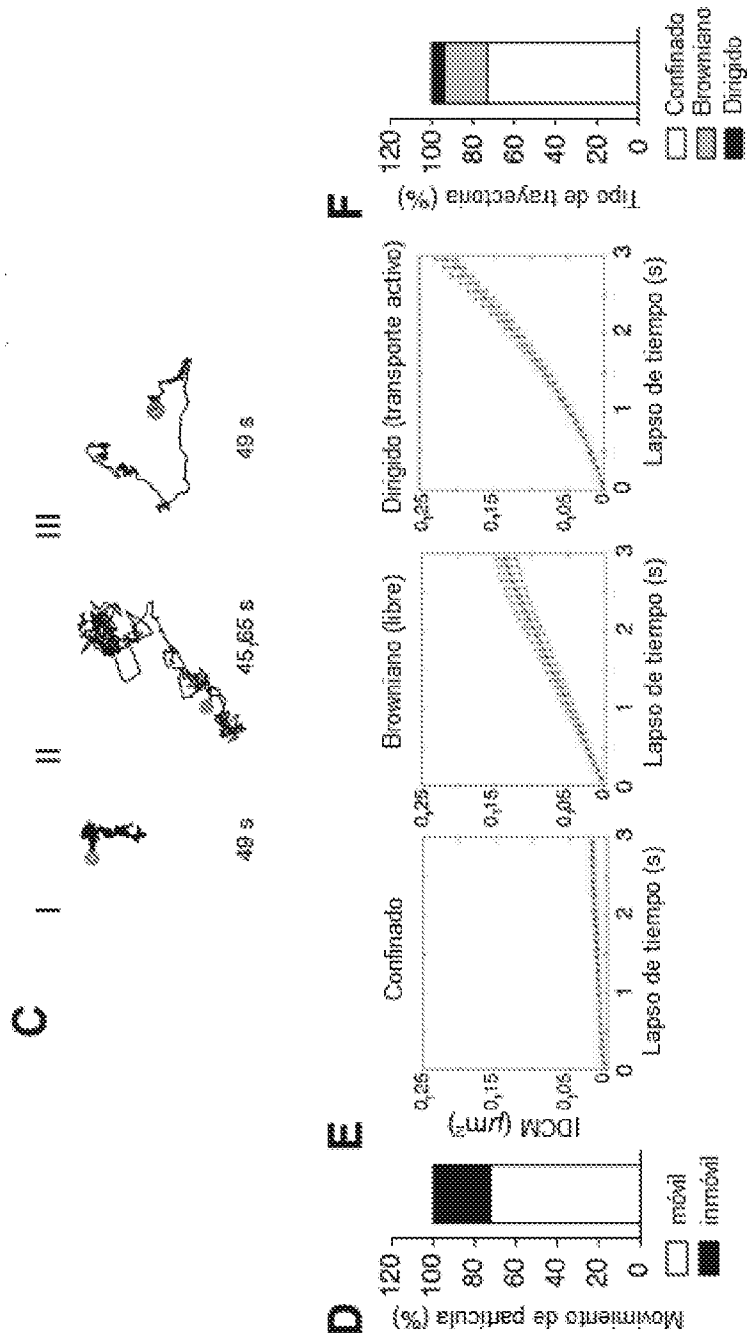 C
I
II
III
49 s
45,65 s
49 s
D
Movimiento de partícula (%)
120
100
80
60
40
20
0
móvil
inmóvil
E
IDCM (μm²)
Confinado
0,25
0,15
0,05
0
0
1
2
3
Lapso de tiempo (s)
Browniano (libre)
0,25
0,15
0,05
0
0
1
2
3
Lapso de tiempo (s)
Dirigido (transporte activo)
0,25
0,15
0,05
0
0
1
2
3
Lapso de tiempo (s)
F
Tipo de trayectoria (%)
120
100
80
60
40
20
0
Confinado
Browniano
Dirigido